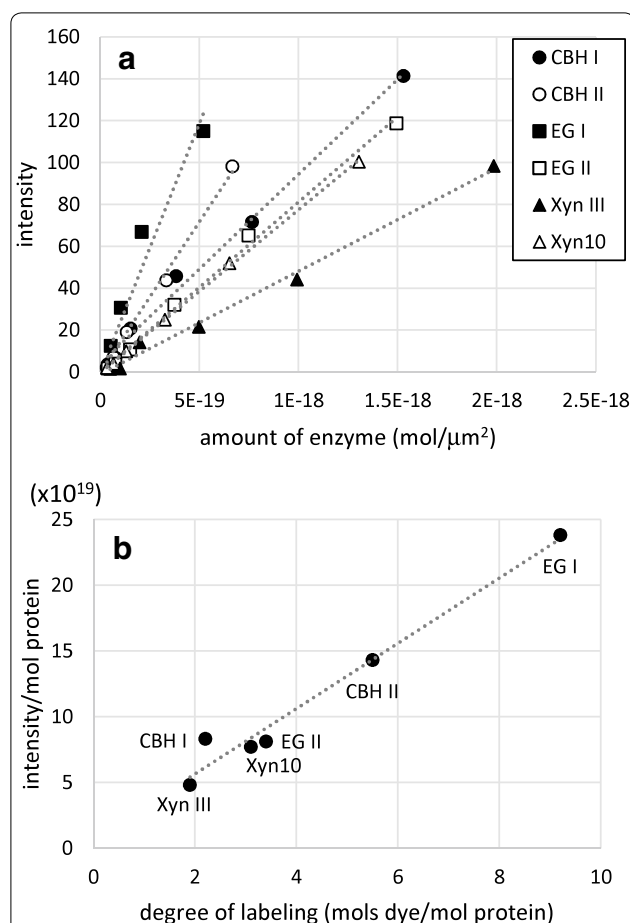 160
140
120
100
80
60
40
20
0
intensity
a
CBH I
CBH II
EG I
EG II
Xyn III
Xyn10
0 5E-19 1E-18 1.5E-18 2E-18 2.5E-18
amount of enzyme (mol/μm²)
(x10¹⁹)
25
20
15
10
5
0
intensity/mol protein
b
EG I
CBH II
CBH I
EG II
Xyn10
Xyn III
0 2 4 6 8 10
degree of labeling (mols dye/mol protein)